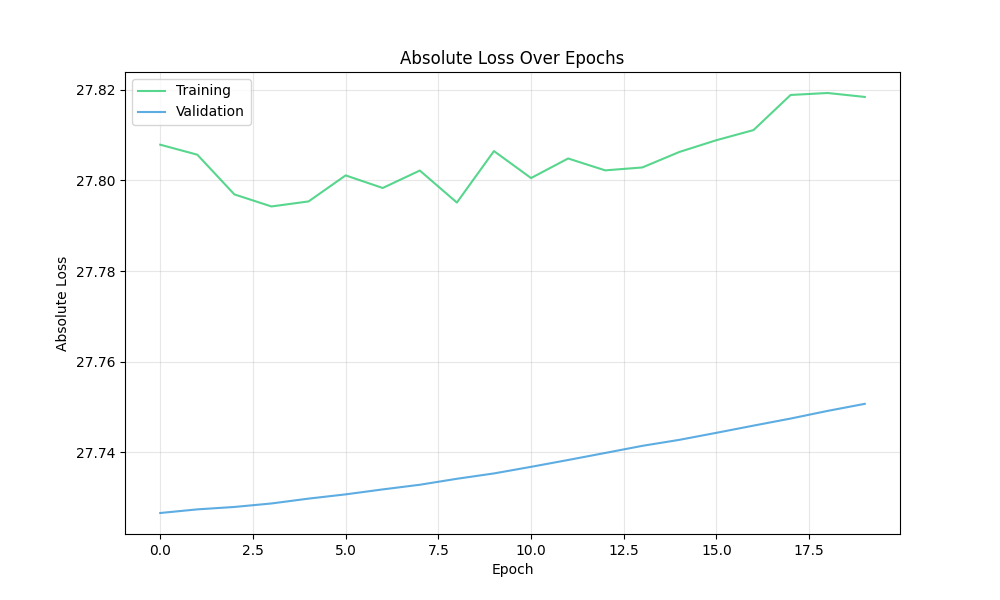 Absolute Loss Over Epochs
Training
Validation
27.82
27.80
27.78
27.76
27.74
Absolute Loss
0.0 2.5 5.0 7.5 10.0 12.5 15.0 17.5
Epoch